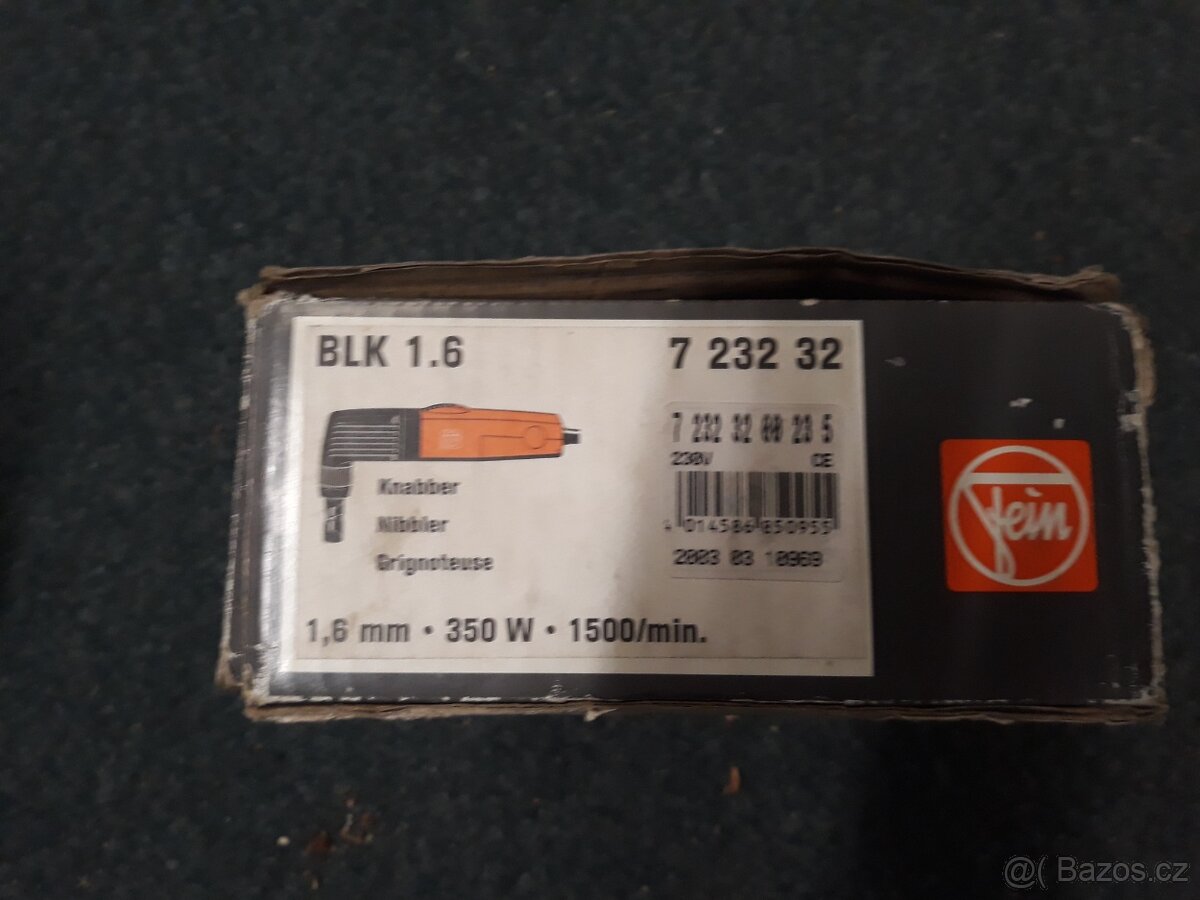 BLK 1.6
7 232 32
7 232 32 00 23 5
230V CE
Knabber
Nibbler
Grignoteuse
4 014586 850955
2003 03 10969
1,6 mm • 350 W • 1500/min.
Fein
@( Bazos.cz